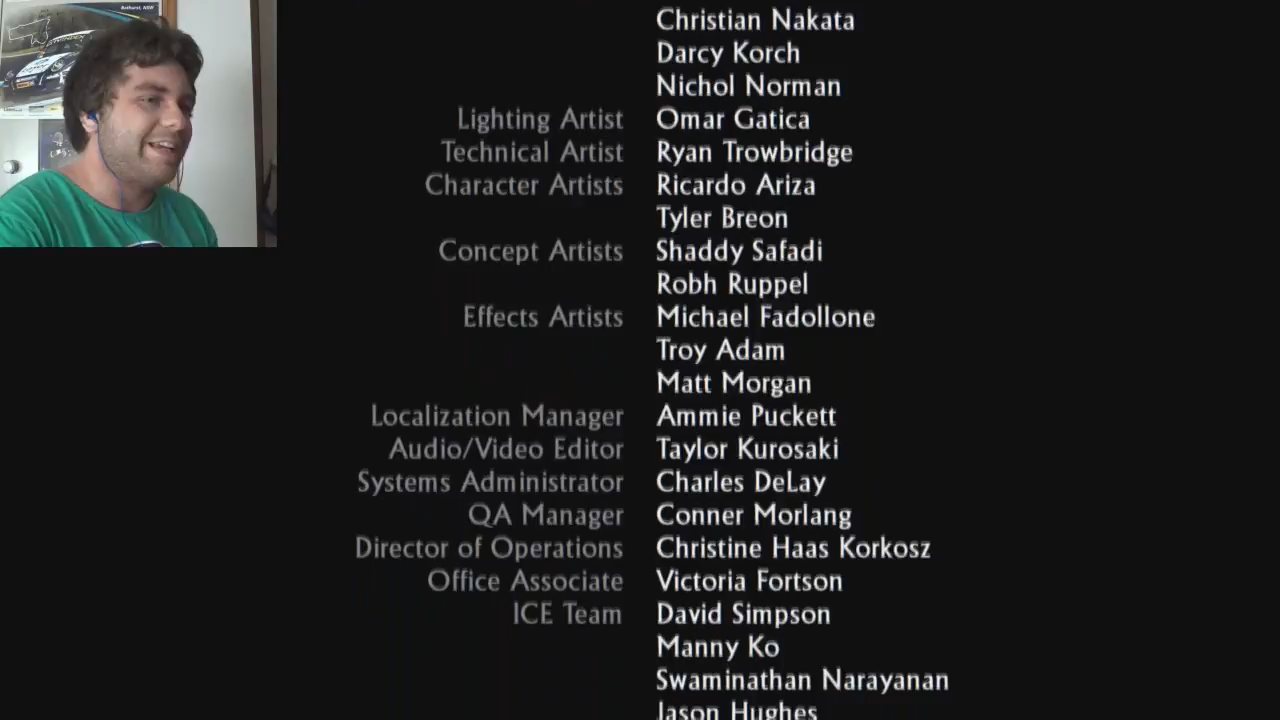 Bathurst, NSW
Christian Nakata
Darcy Korch
Nichol Norman
Lighting Artist Omar Gatica
Technical Artist Ryan Trowbridge
Character Artists Ricardo Ariza
Tyler Breon
Concept Artists Shaddy Safadi
Robh Ruppel
Effects Artists Michael Fadollone
Troy Adam
Matt Morgan
Localization Manager Ammie Puckett
Audio/Video Editor Taylor Kurosaki
Systems Administrator Charles DeLay
QA Manager Conner Morlang
Director of Operations Christine Haas Korkosz
Office Associate Victoria Fortson
ICE Team David Simpson
Manny Ko
Swaminathan Narayanan
Jason Hughes